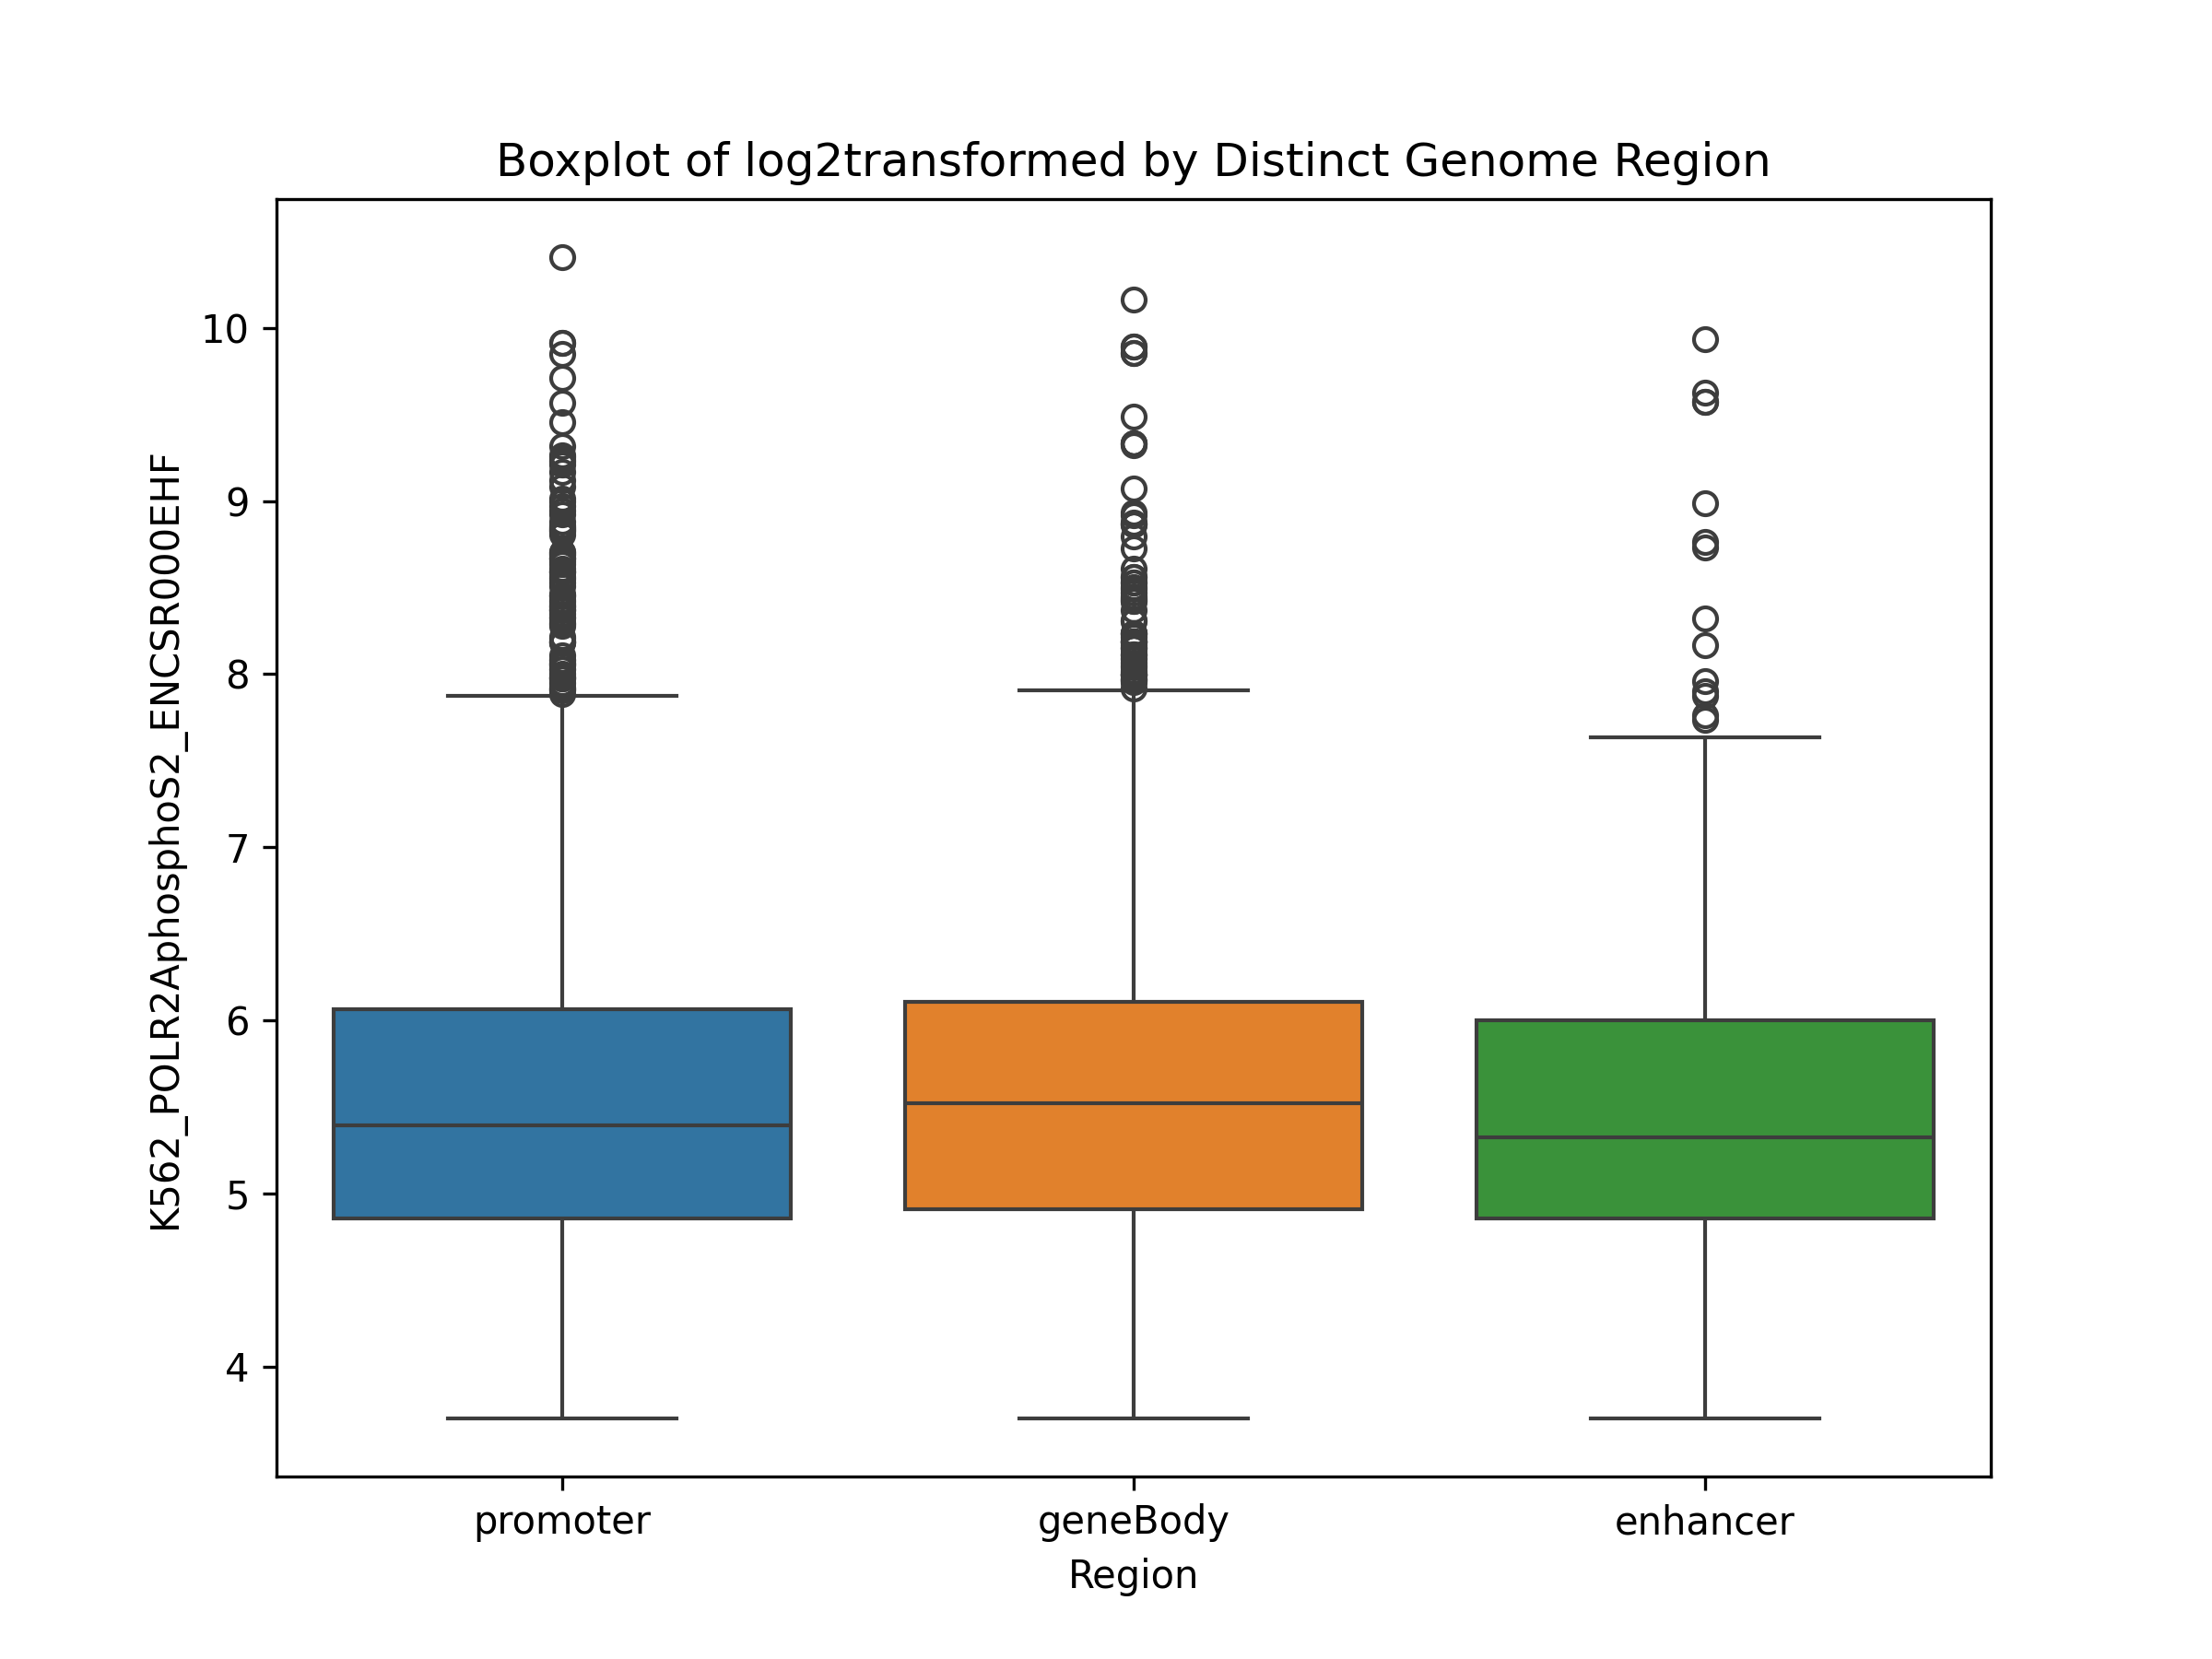 Boxplot of log2transformed by Distinct Genome Region
K562_POLR2AphosphoS2_ENCSR000EHF
10
9
8
7
6
5
4
promoter
geneBody
enhancer
Region